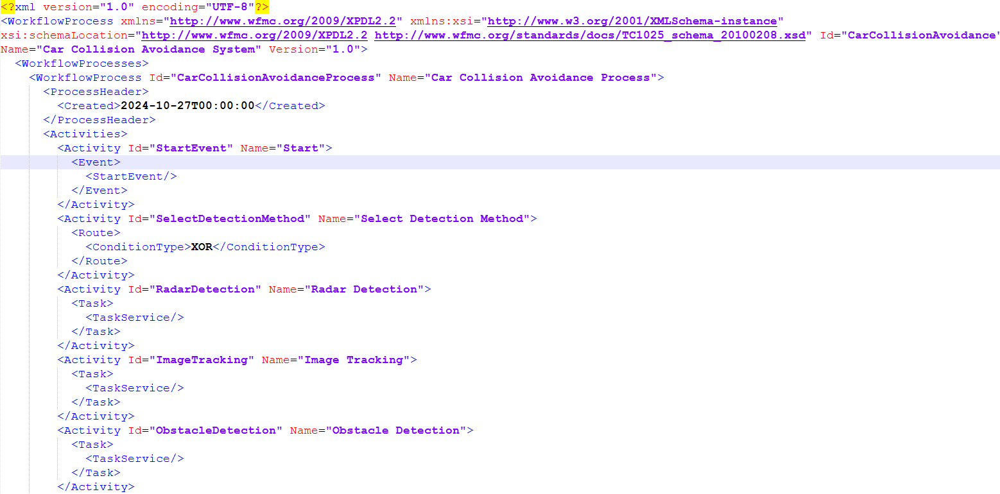 <?xml version="1.0" encoding="UTF-8"?>
<WorkflowProcess xmlns="http://www.wfmc.org/2009/XPDL2.2" xmlns:xsi="http://www.w3.org/2001/XMLSchema-instance"
xsi:schemaLocation="http://www.wfmc.org/2009/XPDL2.2 http://www.wfmc.org/standards/docs/TC1025_schema_20100208.xsd" Id="CarCollisionAvoidance"
Name="Car Collision Avoidance System" Version="1.0">
  <WorkflowProcesses>
    <WorkflowProcess Id="CarCollisionAvoidanceProcess" Name="Car Collision Avoidance Process">
      <ProcessHeader>
        <Created>2024-10-27T00:00:00</Created>
      </ProcessHeader>
      <Activities>
        <Activity Id="StartEvent" Name="Start">
          <Event>
            <StartEvent/>
          </Event>
        </Activity>
        <Activity Id="SelectDetectionMethod" Name="Select Detection Method">
          <Route>
            <ConditionType>XOR</ConditionType>
          </Route>
        </Activity>
        <Activity Id="RadarDetection" Name="Radar Detection">
          <Task>
            <TaskService/>
          </Task>
        </Activity>
        <Activity Id="ImageTracking" Name="Image Tracking">
          <Task>
            <TaskService/>
          </Task>
        </Activity>
        <Activity Id="ObstacleDetection" Name="Obstacle Detection">
          <Task>
            <TaskService/>
          </Task>
        </Activity>